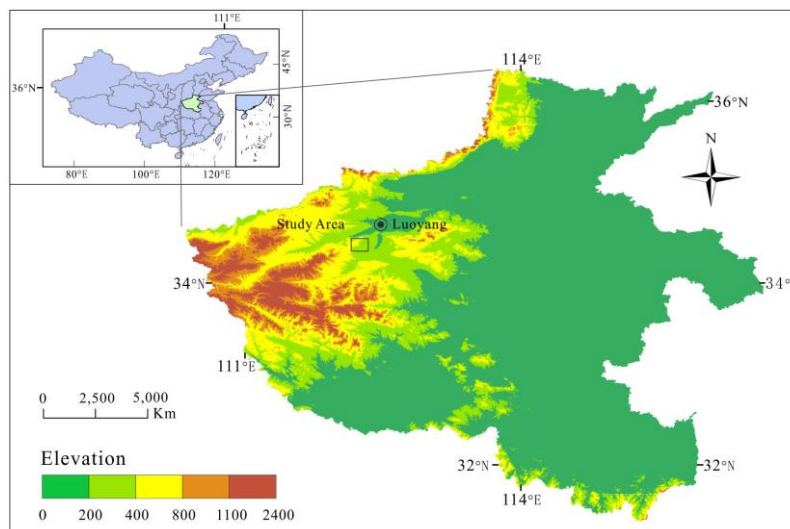 111°E
36°N
45°N
30°N
80°E
100°E
120°E
114°E
36°N
N
Study Area
Luoyang
34°N
34°
111°E
0
2,500
5,000
Km
32°N
32°N
114°E
Elevation
0
200
400
800
1100
2400